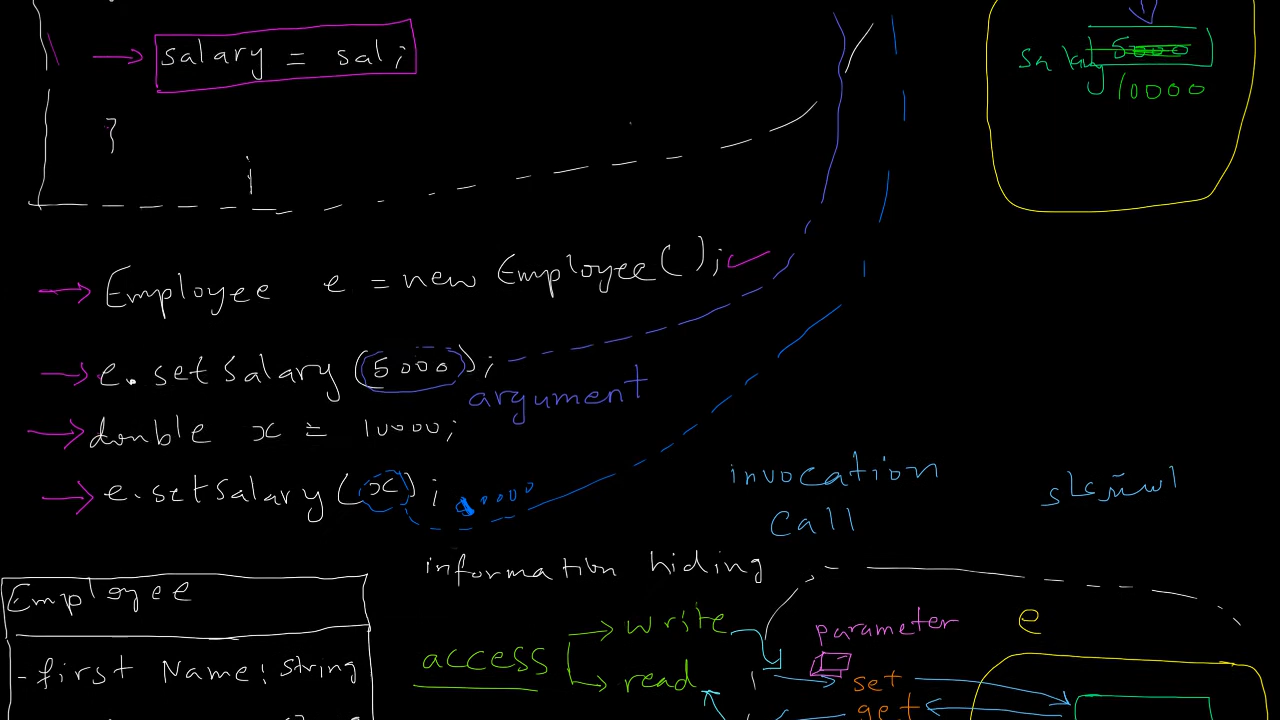 salary = sal;
salary 5000
10000
}
Employee e = new Employee();
e.setSalary(5000);
argument
double x = 10000;
e.setSalary(x);
invocation
call
استدعاء
information hiding
Employee
- first Name: string
access
write
read
parameter
set
get
e